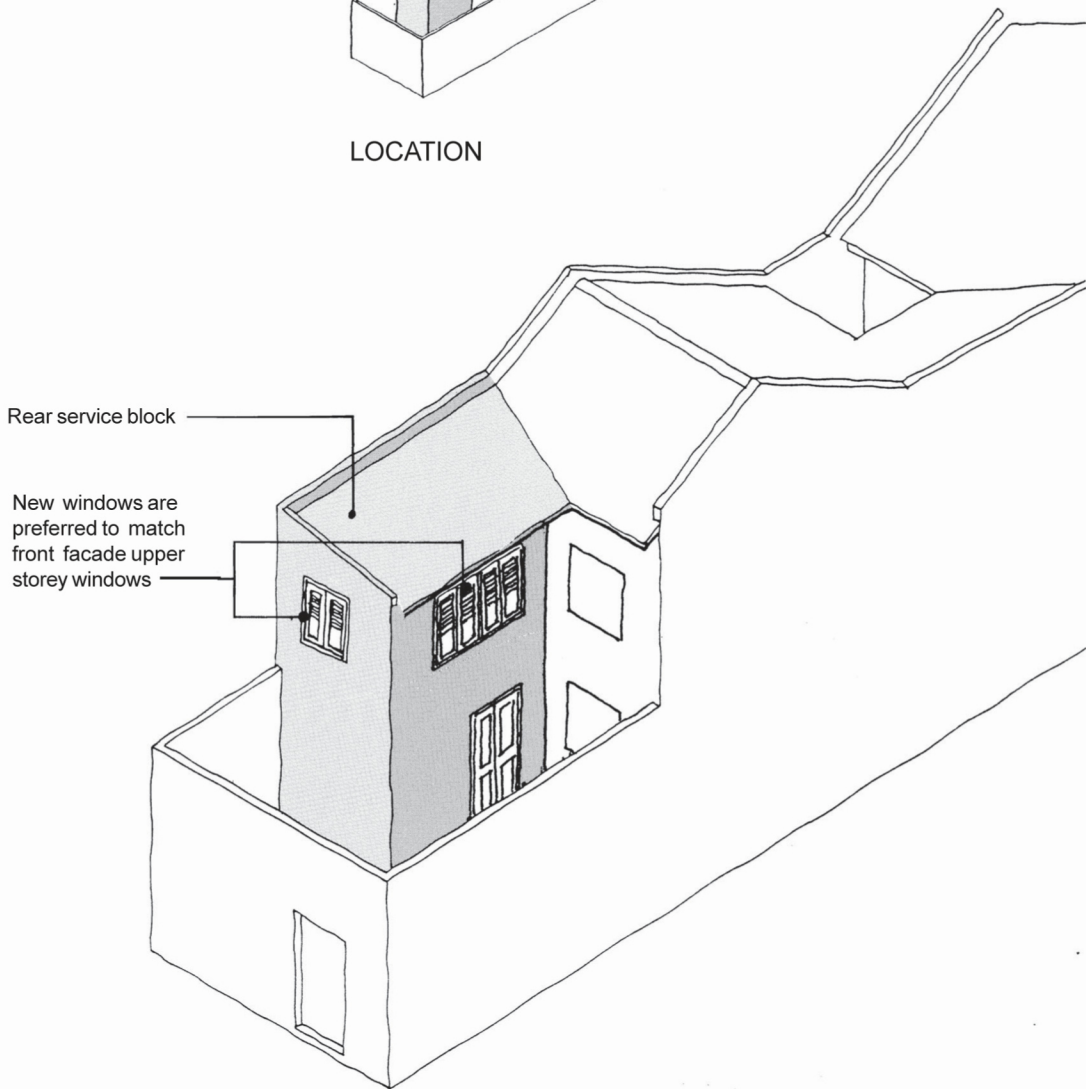 LOCATION
Rear service block
New windows are
preferred to match
front facade upper
storey windows